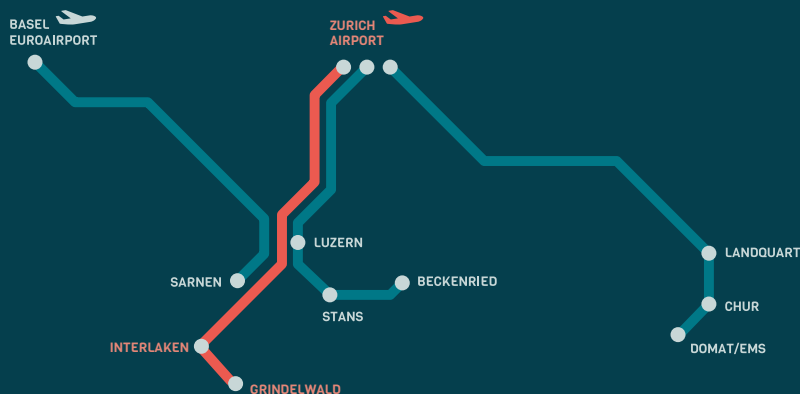 BASEL
EUROAIRPORT
ZURICH
AIRPORT
LUZERN
LANDQUART
SARNEN
BECKENRIED
CHUR
STANS
INTERLAKEN
DOMAT/EMS
GRINDELWALD